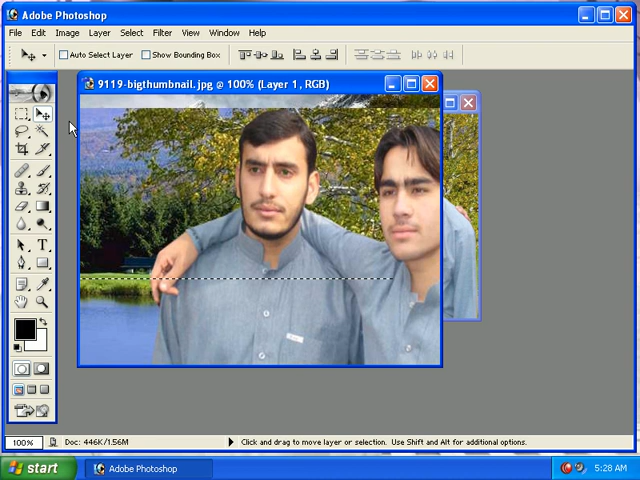 Adobe Photoshop
File Edit Image Layer Select Filter View Window Help
Auto Select Layer Show Bounding Box
9119-bigthumbnail.jpg @ 100% (Layer 1, RGB)
T
100% Doc: 446K/1.56M Click and drag to move layer or selection. Use Shift and Alt for additional options.
start Adobe Photoshop 5:28 AM